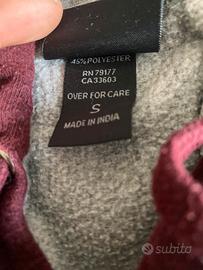 45% POLYESTER
RN 79177
CA33603
OVER FOR CARE
S
MADE IN INDIA
subito